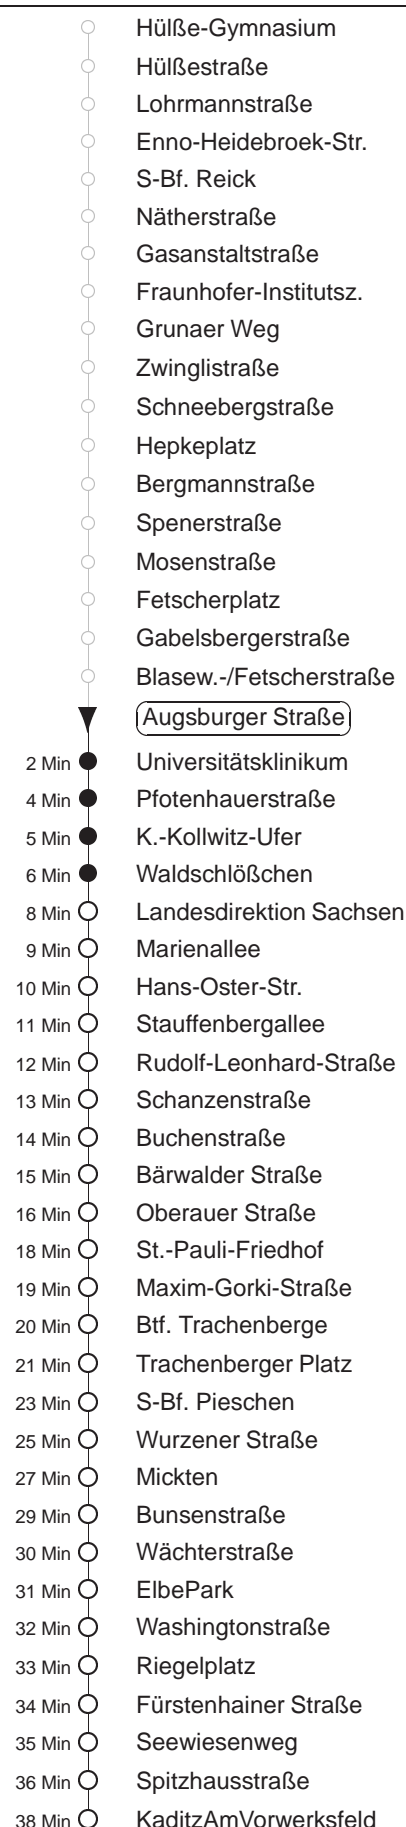 Hülße-Gymnasium
Hülßestraße
Lohrmannstraße
Enno-Heidebroek-Str.
S-Bf. Reick
Nätherstraße
Gasanstaltstraße
Fraunhofer-Institutsz.
Grunaer Weg
Zwinglistraße
Schneebergstraße
Hepkeplatz
Bergmannstraße
Spenerstraße
Mosenstraße
Fetscherplatz
Gabelsbergerstraße
Blasew.-/Fetscherstraße
Augsburger Straße
2 Min Universitätsklinikum
4 Min Pfotenhauerstraße
5 Min K.-Kollwitz-Ufer
6 Min Waldschlößchen
8 Min Landesdirektion Sachsen
9 Min Marienallee
10 Min Hans-Oster-Str.
11 Min Stauffenbergallee
12 Min Rudolf-Leonhard-Straße
13 Min Schanzenstraße
14 Min Buchenstraße
15 Min Bärwalder Straße
16 Min Oberauer Straße
18 Min St.-Pauli-Friedhof
19 Min Maxim-Gorki-Straße
20 Min Btf. Trachenberge
21 Min Trachenberger Platz
23 Min S-Bf. Pieschen
25 Min Wurzener Straße
27 Min Mickten
29 Min Bunsenstraße
30 Min Wächterstraße
31 Min ElbePark
32 Min Washingtonstraße
33 Min Riegelplatz
34 Min Fürstenhainer Straße
35 Min Seewiesenweg
36 Min Spitzhausstraße
38 Min KaditzAmVorwerksfeld